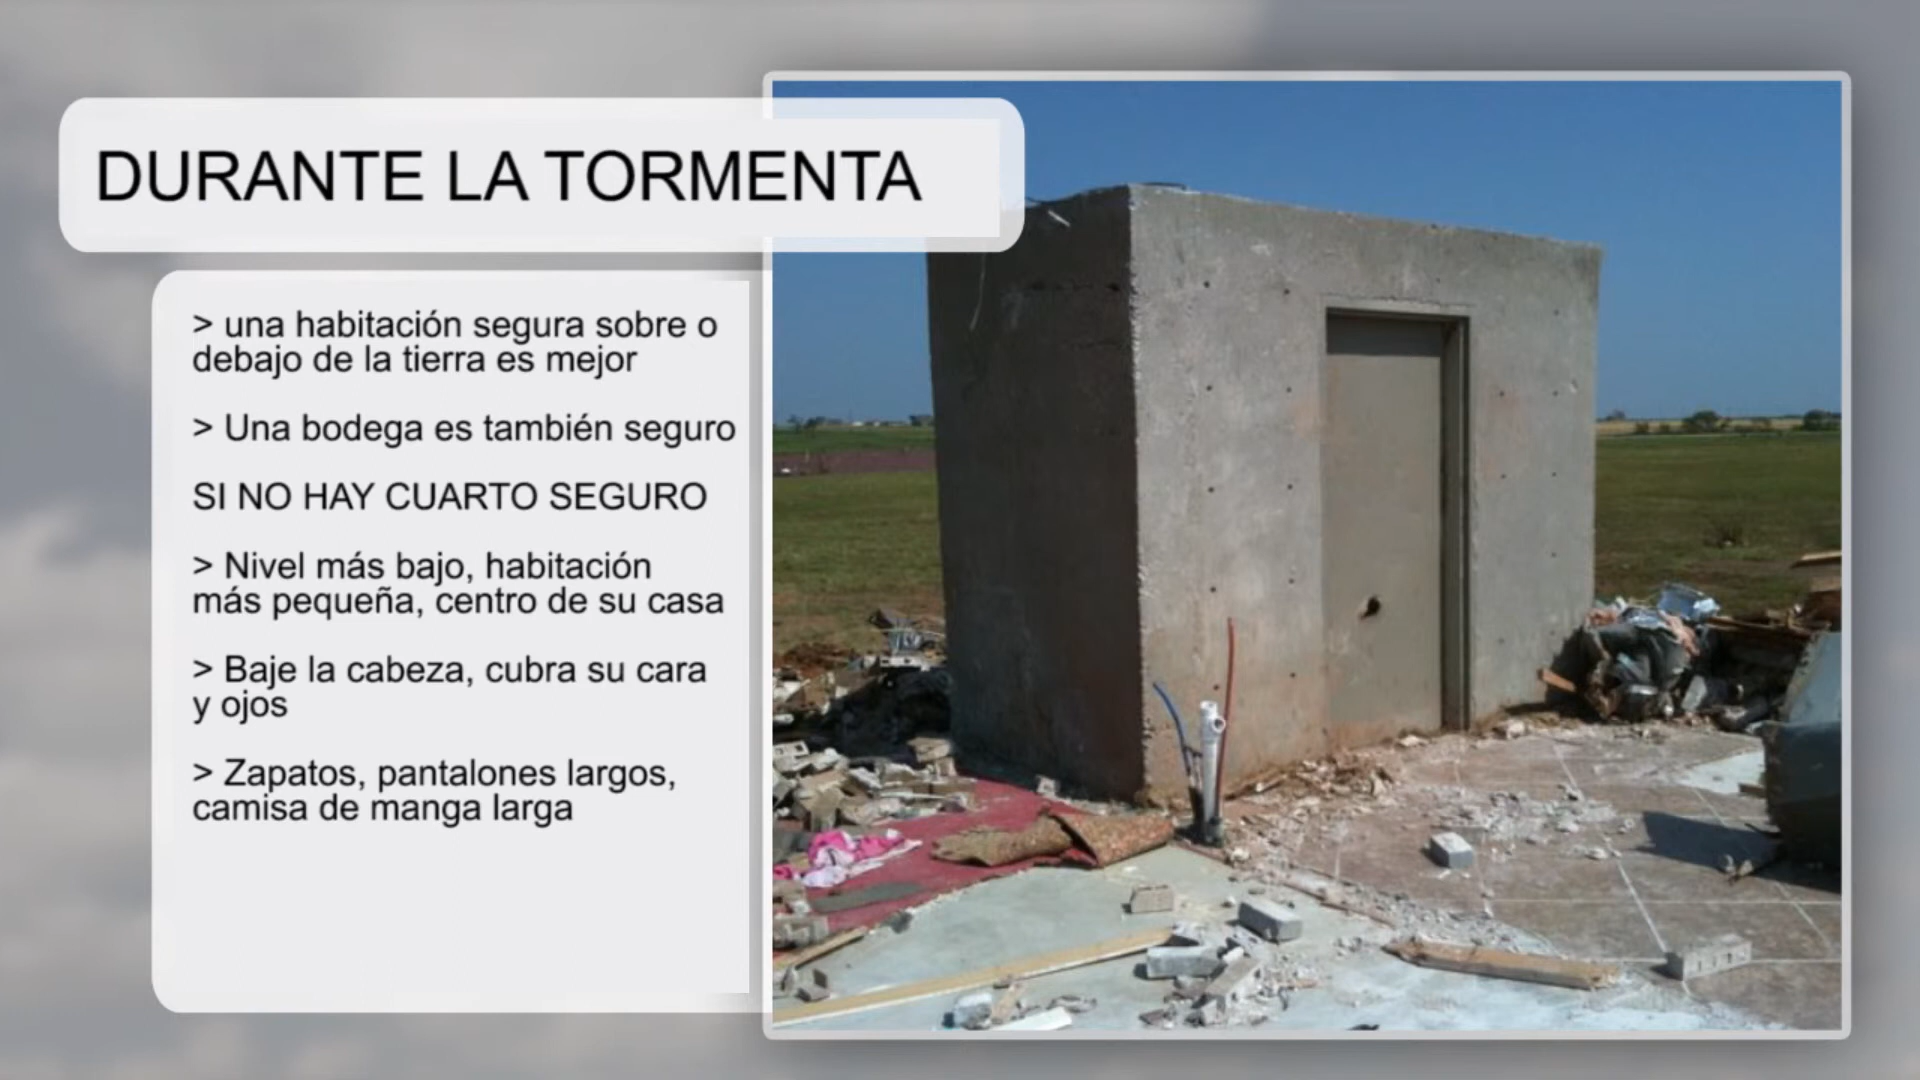 DURANTE LA TORMENTA
> una habitación segura sobre o
debajo de la tierra es mejor
> Una bodega es también seguro
SI NO HAY CUARTO SEGURO
> Nivel más bajo, habitación
más pequeña, centro de su casa
> Baje la cabeza, cubra su cara
y ojos
> Zapatos, pantalones largos,
camisa de manga larga